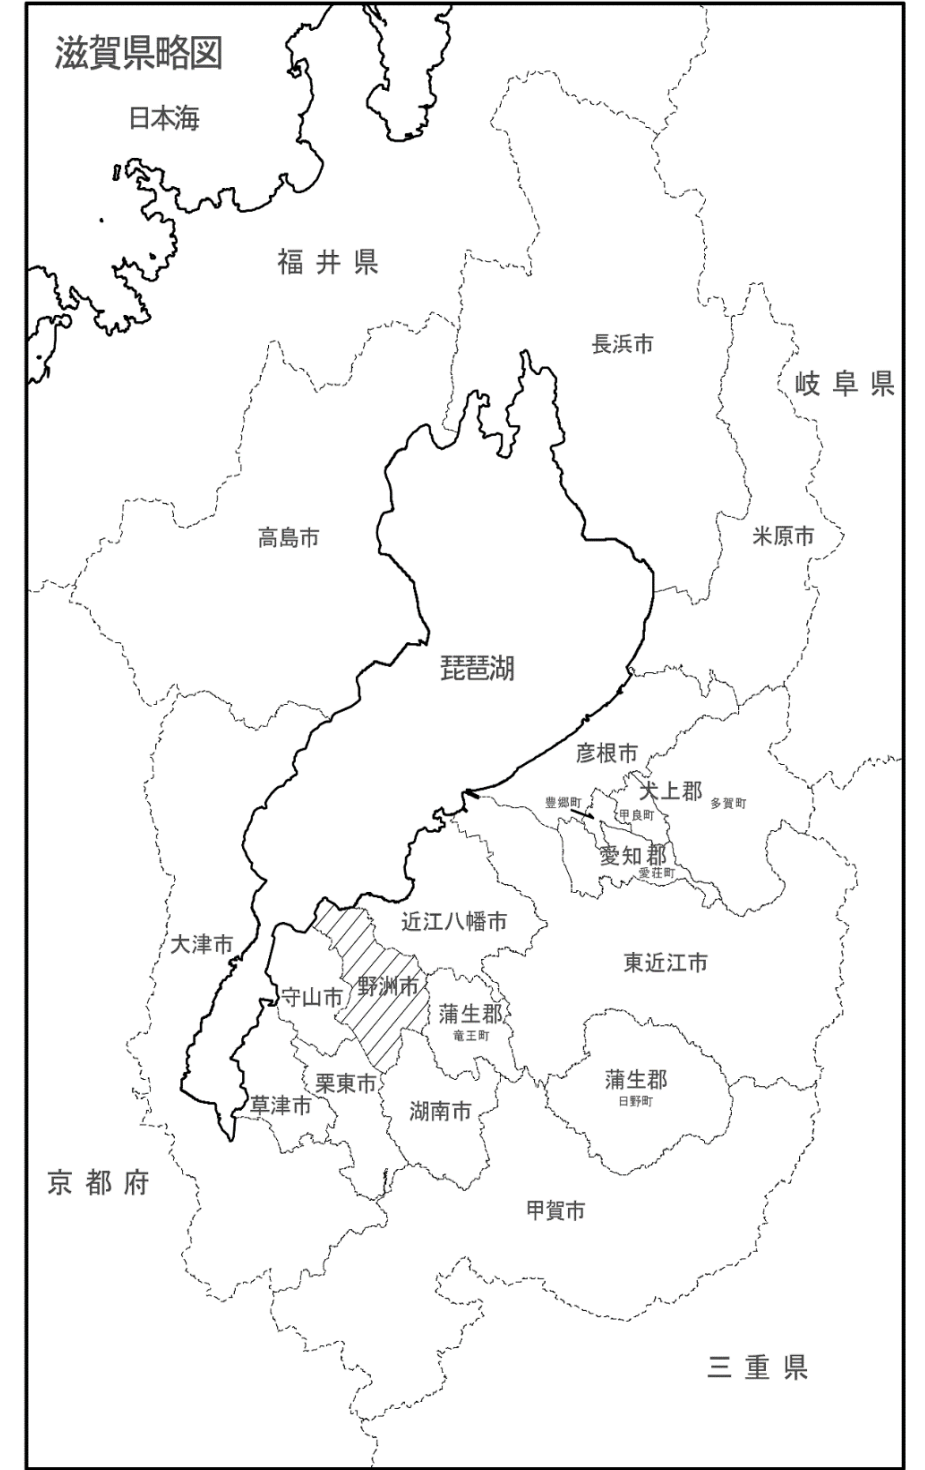 滋賀県略図
日本海
福井県
長浜市
岐阜県
高島市
米原市
琵琶湖
彦根市
犬上郡
多賀町
豊郷町
甲良町
愛知郡
愛荘町
近江八幡市
大津市
東近江市
守山市
野洲市
蒲生郡
竜王町
栗東市
蒲生郡
日野町
草津市
湖南市
京都府
甲賀市
三重県